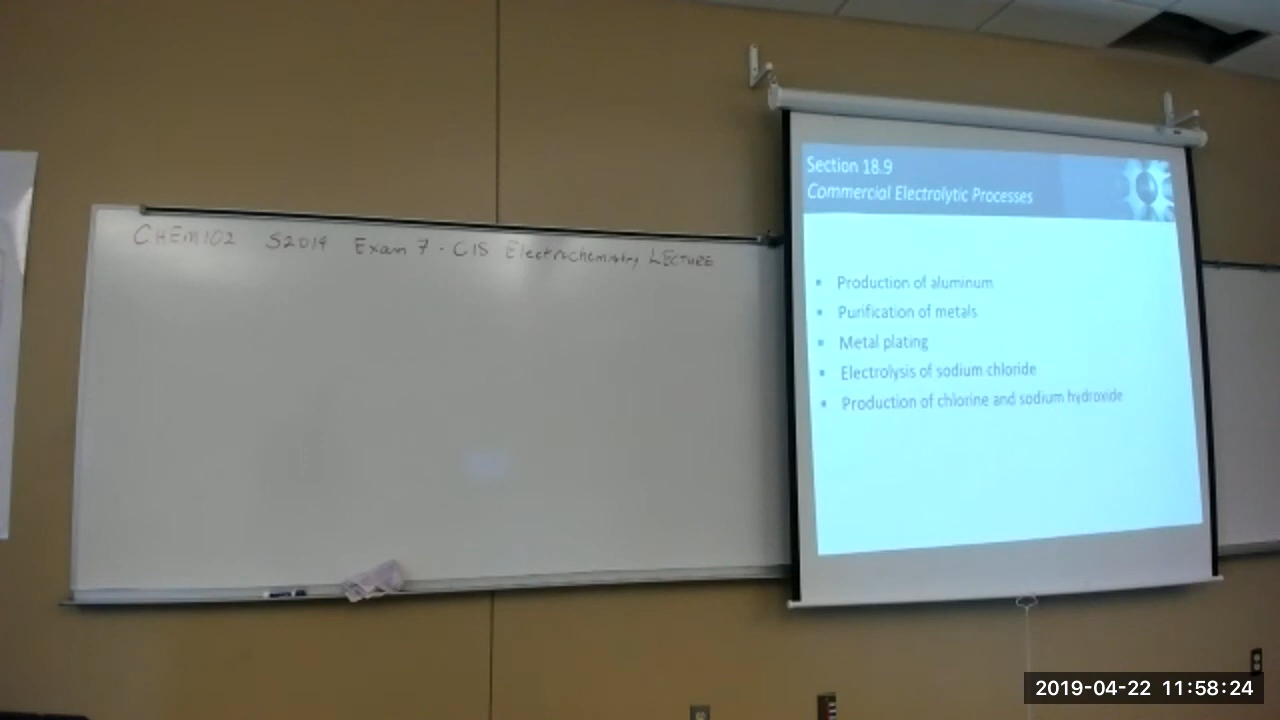 CHEM102 S2019 Exam 7 - C18 Electrochemistry LECTURE
Section 18.9
Commercial Electrolytic Processes
▪ Production of aluminum
▪ Purification of metals
▪ Metal plating
▪ Electrolysis of sodium chloride
▪ Production of chlorine and sodium hydroxide
2019-04-22 11:58:24